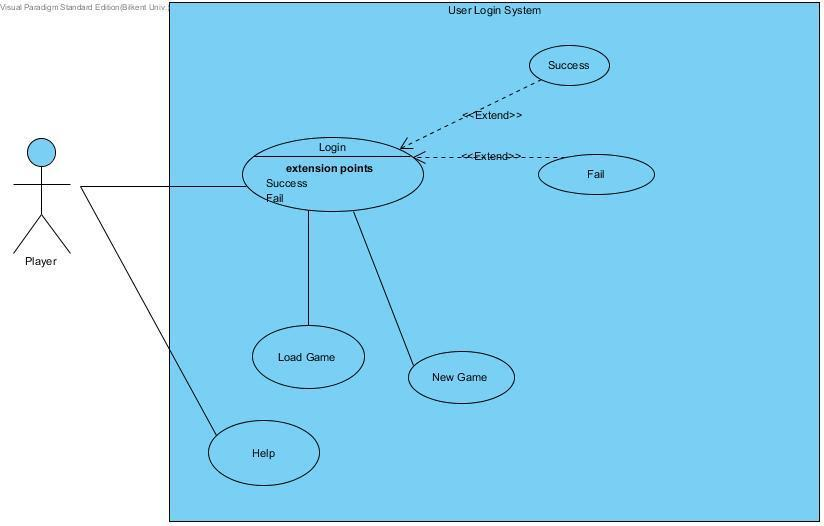 Visual Paradigm Standard Edition(Bilkent Univ.
User Login System
Success
<<Extend>>
Login
extension points
Success
Fail
<<Extend>>
Fail
Player
Load Game
New Game
Help